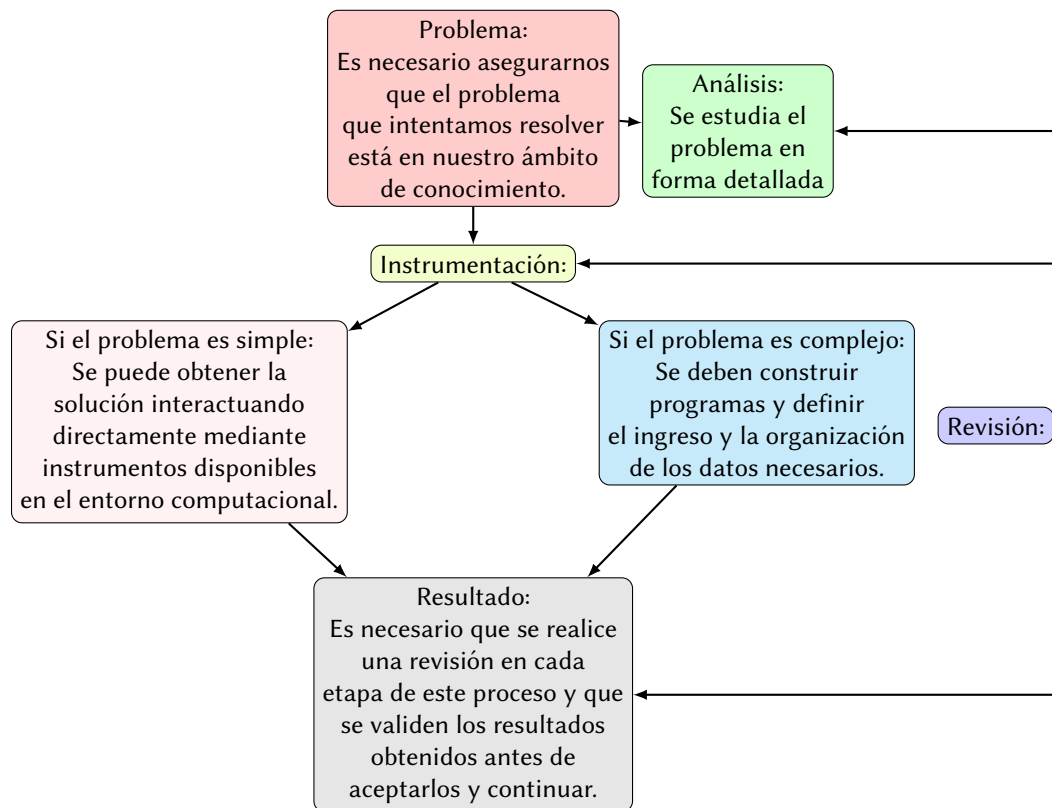 Problema:
Es necesario asegurarnos
que el problema
que intentamos resolver
está en nuestro ámbito
de conocimiento.
Análisis:
Se estudia el
problema en
forma detallada
Instrumentación:
Si el problema es simple:
Se puede obtener la
solución interactuando
directamente mediante
instrumentos disponibles
en el entorno computacional.
Si el problema es complejo:
Se deben construir
programas y definir
el ingreso y la organización
de los datos necesarios.
Revisión:
Resultado:
Es necesario que se realice
una revisión en cada
etapa de este proceso y que
se validen los resultados
obtenidos antes de
aceptarlos y continuar.